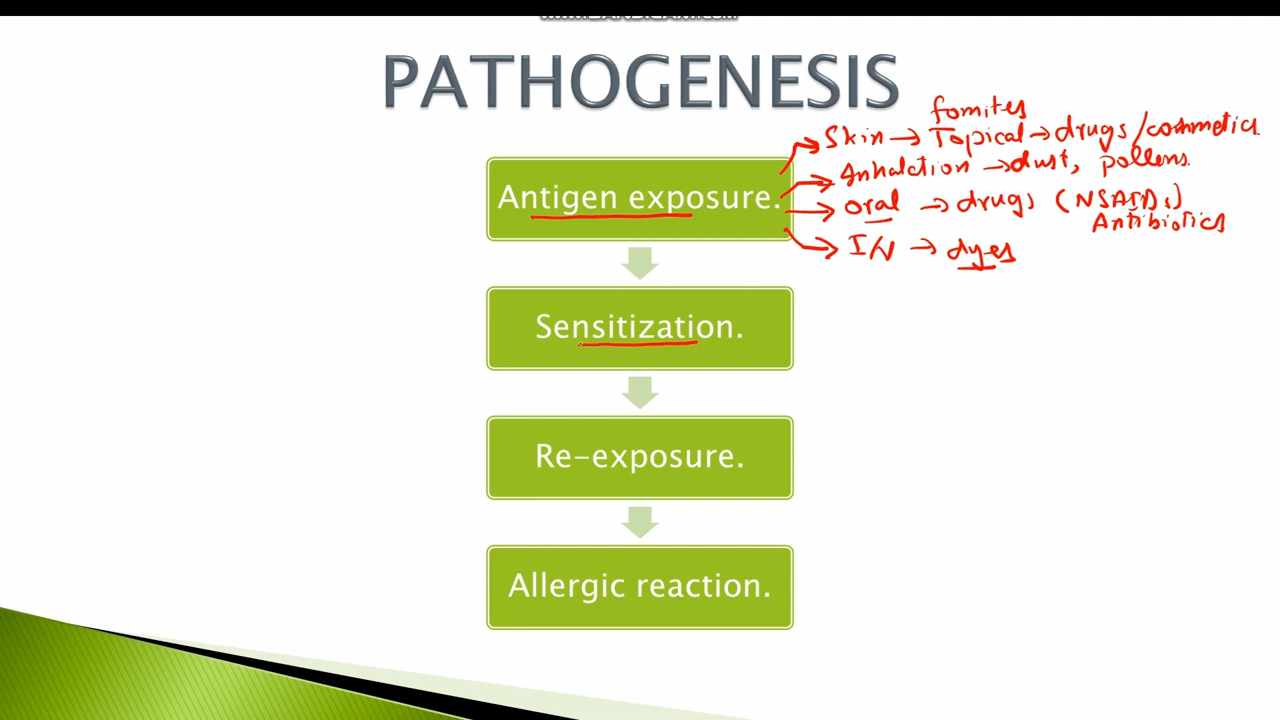 PATHOGENESIS
fomites
Skin → Topical → drugs/cosmetics
Antigen exposure.
Inhalation → dust, pollens
oral → drugs (NSAIDs)
Antibiotics
IN → dyes
Sensitization.
Re-exposure.
Allergic reaction.